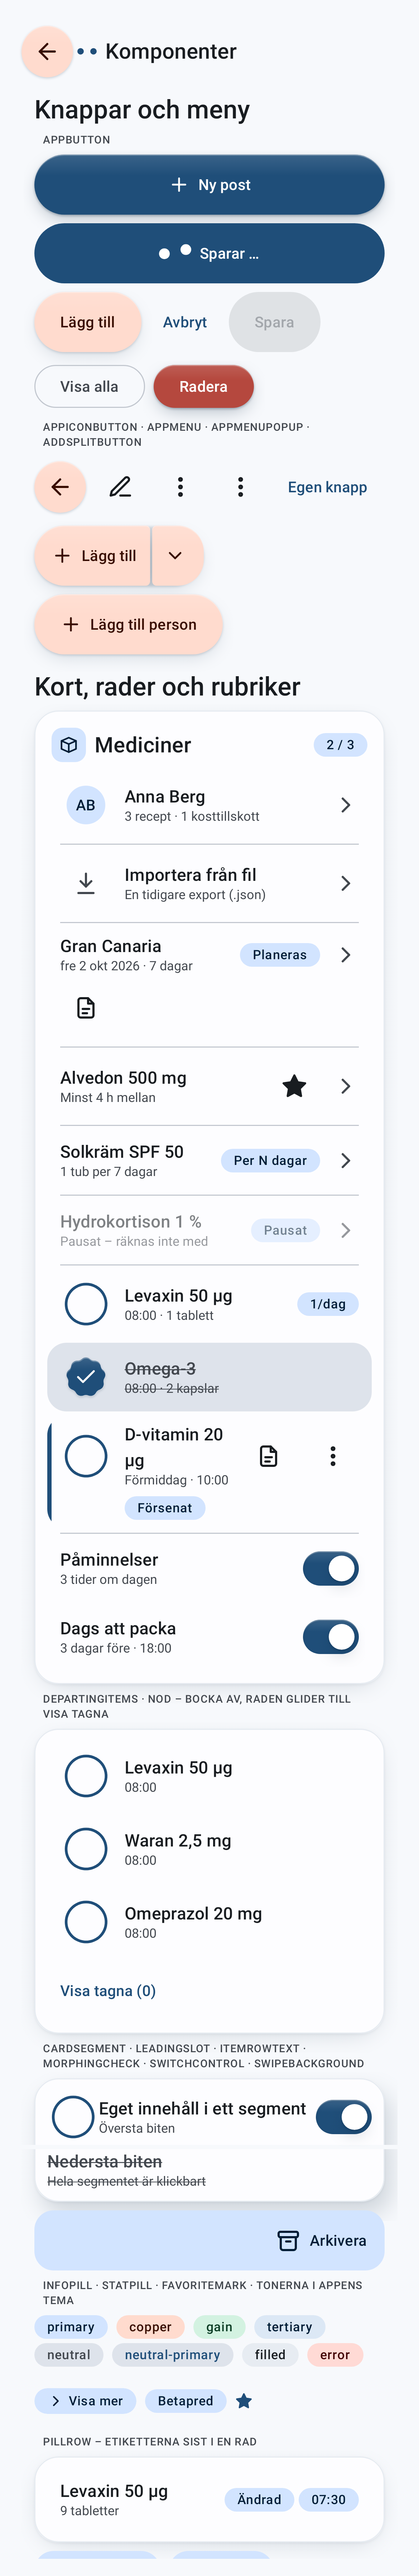 Komponenter
Knappar och meny
APPBUTTON
Ny post
Sparar ...
Lägg till
Avbryt
Spara
Visa alla
Radera
APPICONBUTTON · APPMENU · APPMENUPOPUP ·
ADDSPLITBUTTON
Egen knapp
Lägg till
Lägg till person
Kort, rader och rubriker
Mediciner
2 / 3
AB
Anna Berg
3 recept · 1 kosttillskott
Importera från fil
En tidigare export (.json)
Gran Canaria
fre 2 okt 2026 · 7 dagar
Planeras
Alvedon 500 mg
Minst 4 h mellan
Solkräm SPF 50
1 tub per 7 dagar
Per N dagar
Hydrokortison 1 %
Pausat – räknas inte med
Pausat
Levaxin 50 µg
08:00 · 1 tablett
1/dag
Omega-3
08:00 · 2 kapslar
D-vitamin 20
µg
Förmiddag · 10:00
Försenat
Påminnelser
3 tider om dagen
Dags att packa
3 dagar före · 18:00
DEPARTINGITEMS · NOD – BOCKA AV, RADEN GLIDER TILL
VISA TAGNA
Levaxin 50 µg
08:00
Waran 2,5 mg
08:00
Omeprazol 20 mg
08:00
Visa tagna (0)
CARDSEGMENT · LEADINGSLOT · ITEMROWTEXT ·
MORPHINGCHECK · SWITCHCONTROL · SWIPEBACKGROUND
Eget innehåll i ett segment
Översta biten
Nedersta biten
Hela segmentet är klickbart
Arkivera
INFOPILL · STATPILL · FAVORITEMARK · TONERNA I APPENS
TEMA
primary
copper
gain
tertiary
neutral
neutral-primary
filled
error
Visa mer
Betapred
PILLROW – ETIKETTERNA SIST I EN RAD
Levaxin 50 µg
9 tabletter
Ändrad
07:30